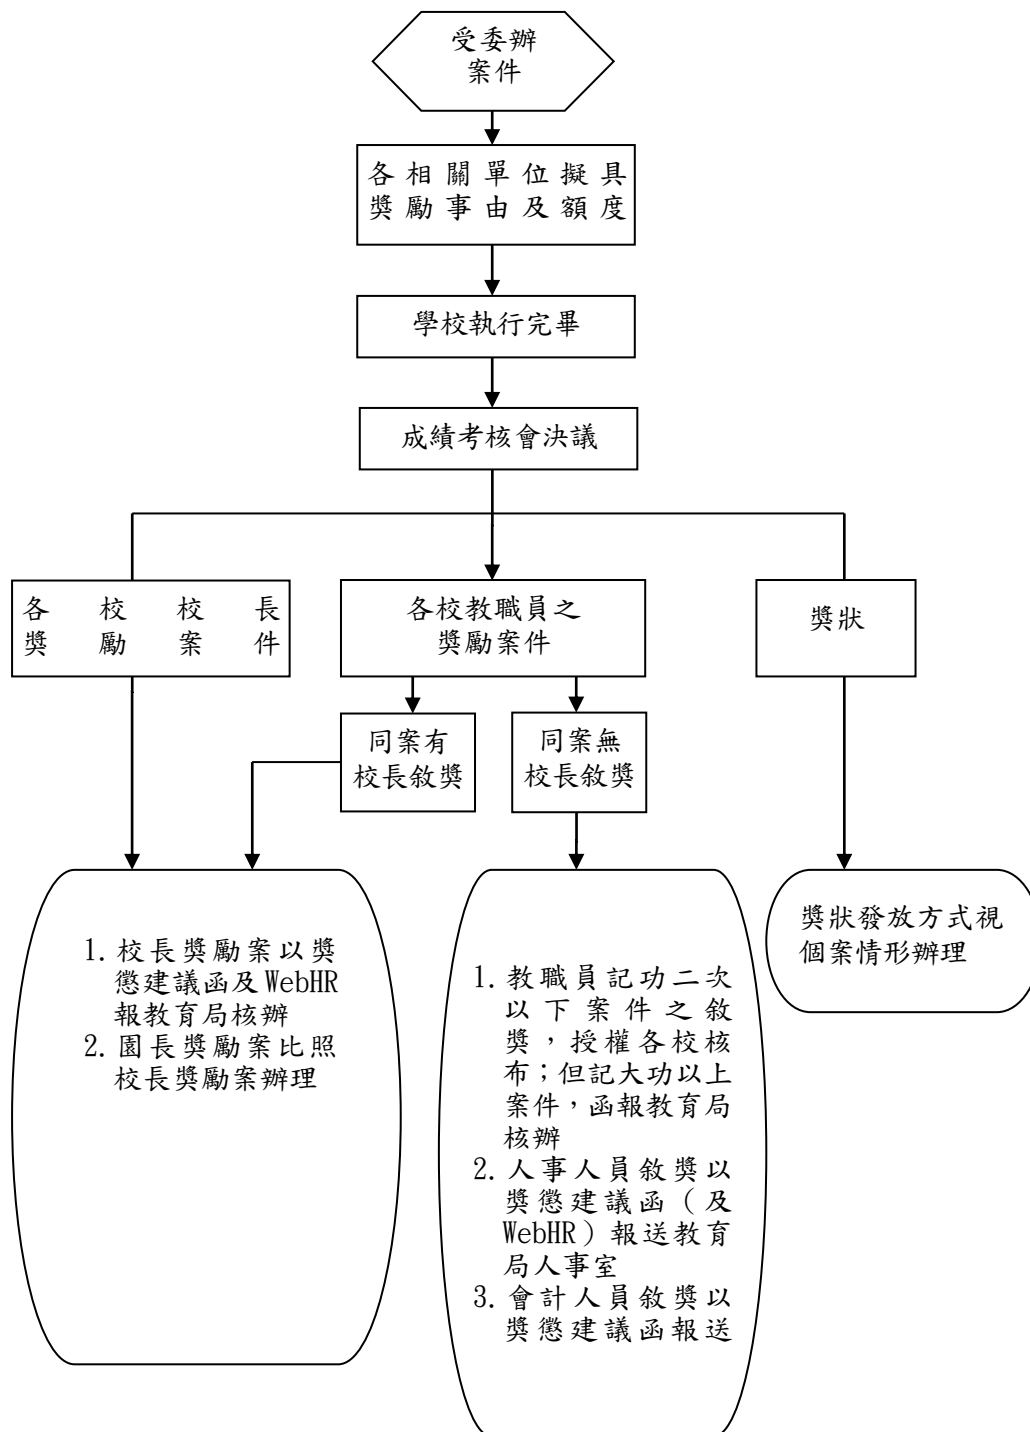 受委辦
案件
各相關單位擬具
獎勵事由及額度
學校執行完畢
成績考核會決議
各校校長
獎勵案件
各校教職員之
獎勵案件
獎狀
同案有
校長敘獎
同案無
校長敘獎
1. 校長獎勵案以獎
懲建議函及WebHR
報教育局核辦
2. 園長獎勵案比照
校長獎勵案辦理
1. 教職員記功二次
以下案件之敘
獎，授權各校核
布；但記大功以上
案件，函報教育局
核辦
2. 人事人員敘獎以
獎懲建議函（及
WebHR）報送教育
局人事室
3. 會計人員敘獎以
獎懲建議函報送
獎狀發放方式視
個案情形辦理